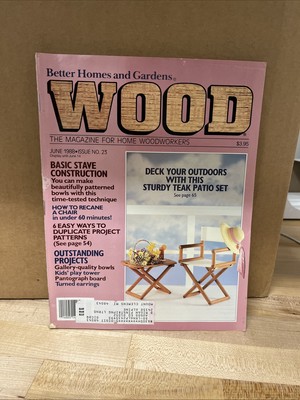 Better Homes and Gardens®
WOOD
THE MAGAZINE FOR HOME WOODWORKERS
JUNE 1988•ISSUE NO. 23
$3.95
BASIC STAVE
CONSTRUCTION
You can make
beautifully patterned
bowls with this
time-tested technique
HOW TO RECANE
A CHAIR
in under 60 minutes!
6 EASY WAYS TO
DUPLICATE PROJECT
PATTERNS
(See page 54)
OUTSTANDING
PROJECTS
Gallery-quality bowls
Kids' play tower
Pantograph board
Turned earrings
DECK YOUR OUTDOORS
WITH THIS
STURDY TEAK PATIO SET